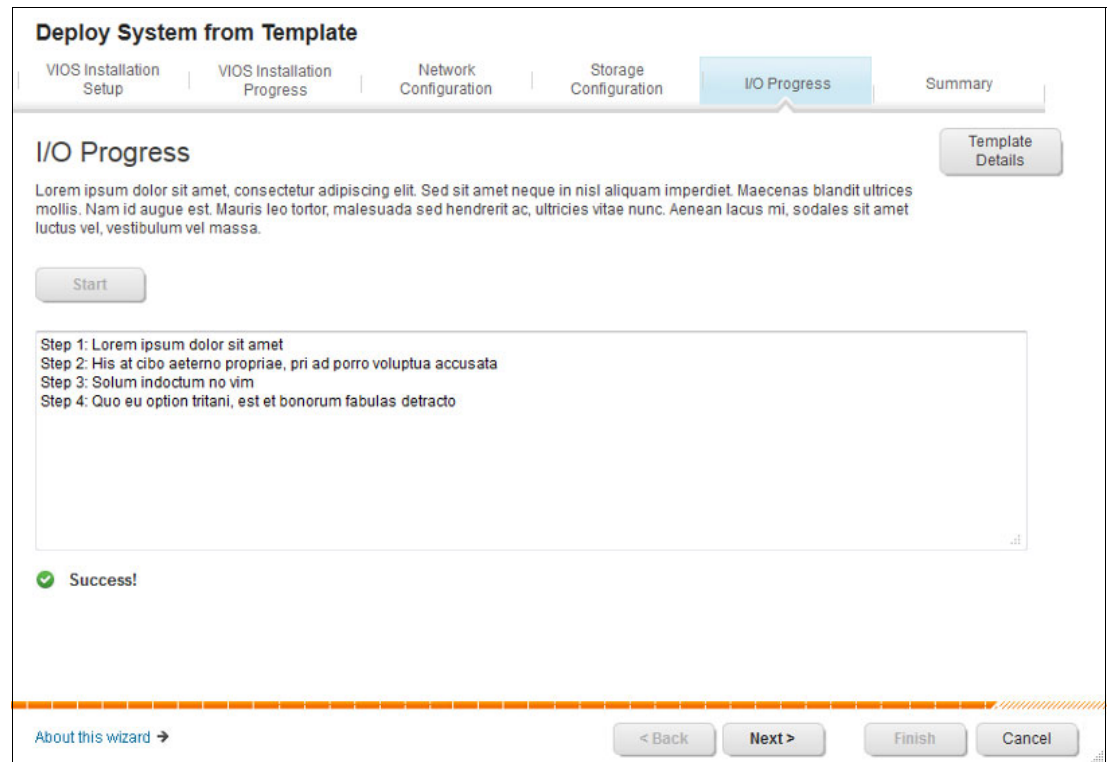 Deploy System from Template
VIOS Installation Setup
VIOS Installation Progress
Network Configuration
Storage Configuration
I/O Progress
Summary
I/O Progress
Template Details
Lorem ipsum dolor sit amet, consectetur adipiscing elit. Sed sit amet neque in nisl aliquam imperdiet. Maecenas blandit ultrices
mollis. Nam id augue est. Mauris leo tortor, malesuada sed hendrerit ac, ultricies vitae nunc. Aenean lacus mi, sodales sit amet
luctus vel, vestibulum vel massa.
Start
Step 1: Lorem ipsum dolor sit amet
Step 2: His at cibo aeterno propriae, pri ad porro voluptua accusata
Step 3: Solum indoctum no vim
Step 4: Quo eu option tritani, est et bonorum fabulas detracto
Success!
About this wizard →
< Back
Next >
Finish
Cancel